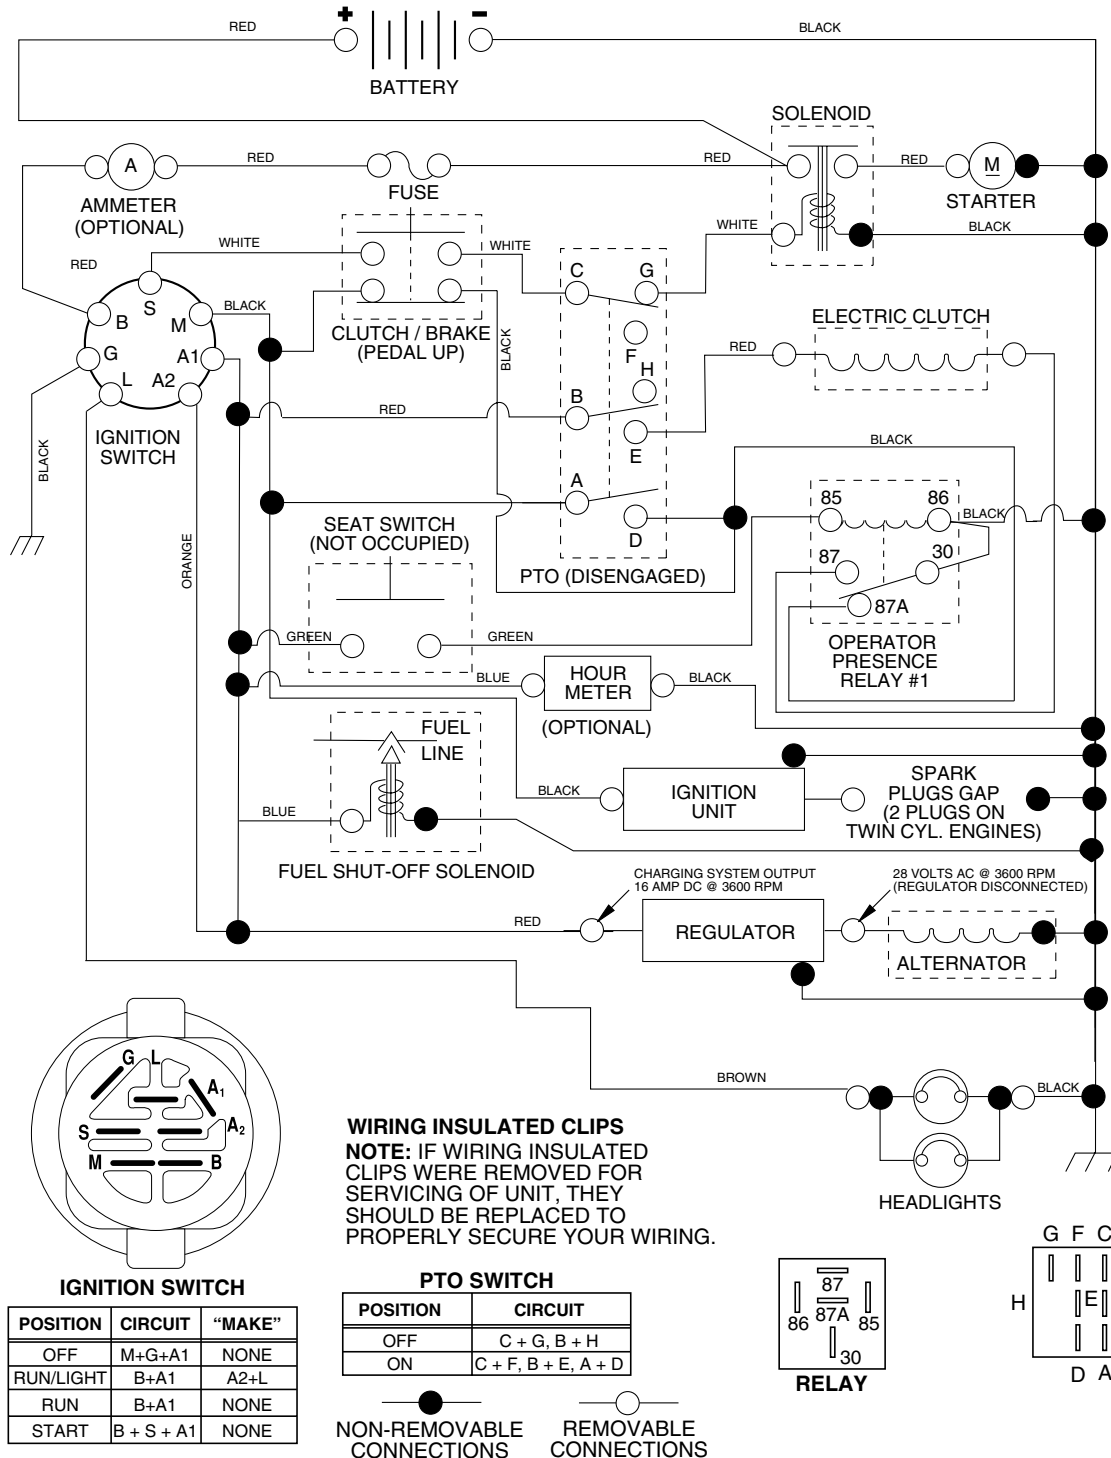 RED
+
-
BLACK
BATTERY
SOLENOID
A
RED
RED
RED
M
FUSE
AMMETER
(OPTIONAL)
STARTER
WHITE
WHITE
WHITE
BLACK
RED
C
G
S
B
M
BLACK
CLUTCH / BRAKE
(PEDAL UP)
BLACK
F
ELECTRIC CLUTCH
G
A1
RED
H
L
A2
B
RED
IGNITION
SWITCH
BLACK
E
BLACK
A
85
86
BLACK
SEAT SWITCH
(NOT OCCUPIED)
D
ORANGE
87
30
PTO (DISENGAGED)
87A
GREEN
GREEN
OPERATOR
PRESENCE
RELAY #1
BLUE
HOUR
METER
BLACK
(OPTIONAL)
FUEL
LINE
BLACK
IGNITION
UNIT
SPARK
PLUGS GAP
(2 PLUGS ON
TWIN CYL. ENGINES)
BLUE
FUEL SHUT-OFF SOLENOID
CHARGING SYSTEM OUTPUT
16 AMP DC @ 3600 RPM
28 VOLTS AC @ 3600 RPM
(REGULATOR DISCONNECTED)
RED
REGULATOR
ALTERNATOR
BROWN
BLACK
HEADLIGHTS
G
L
A1
A2
S
M
B
IGNITION SWITCH
WIRING INSULATED CLIPS
NOTE: IF WIRING INSULATED
CLIPS WERE REMOVED FOR
SERVICING OF UNIT, THEY
SHOULD BE REPLACED TO
PROPERLY SECURE YOUR WIRING.
POSITION CIRCUIT "MAKE"
OFF M+G+A1 NONE
RUN/LIGHT B+A1 A2+L
RUN B+A1 NONE
START B + S + A1 NONE
PTO SWITCH
POSITION CIRCUIT
OFF C + G, B + H
ON C + F, B + E, A + D
NON-REMOVABLE
CONNECTIONS
REMOVABLE
CONNECTIONS
87
86 87A 85
30
RELAY
G F C
H
E
D A